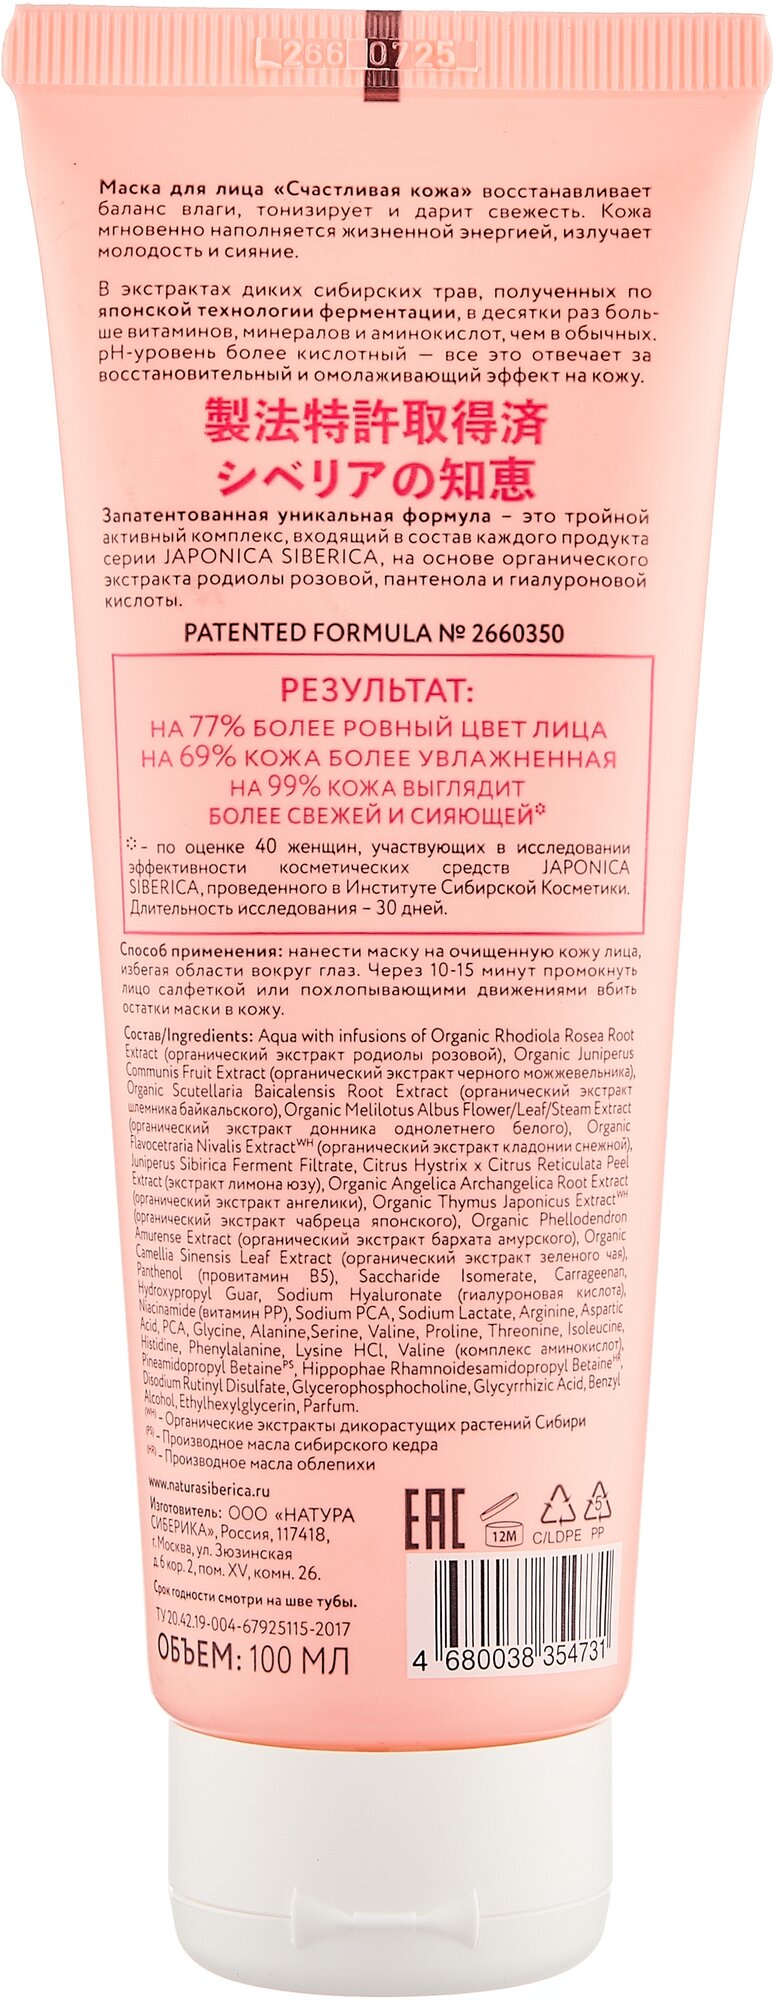 266 0725
Маска для лица «Счастливая кожа» восстанавливает
баланс влаги, тонизирует и дарит свежесть. Кожа
мгновенно наполняется жизненной энергией, излучает
молодость и сияние.
В экстрактах диких сибирских трав, полученных по
японской технологии ферментации, в десятки раз боль-
ше витаминов, минералов и аминокислот, чем в обычных.
pH-уровень более кислотный — все это отвечает за
восстановительный и омолаживающий эффект на кожу.
製法特許取得済
シベリアの知恵
Запатентованная уникальная формула – это тройной
активный комплекс, входящий в состав каждого продукта
серии JAPONICA SIBERICA, на основе органического
экстракта родиолы розовой, пантенола и гиалуроновой
кислоты.
PATENTED FORMULA № 2660350
РЕЗУЛЬТАТ:
НА 77% БОЛЕЕ РОВНЫЙ ЦВЕТ ЛИЦА
НА 69% КОЖА БОЛЕЕ УВЛАЖНЕННАЯ
НА 99% КОЖА ВЫГЛЯДИТ
БОЛЕЕ СВЕЖЕЙ И СИЯЮЩЕЙ*
* – по оценке 40 женщин, участвующих в исследовании
эффективности косметических средств JAPONICA
SIBERICA, проведенного в Институте Сибирской Косметики.
Длительность исследования – 30 дней.
Способ применения: нанести маску на очищенную кожу лица,
избегая области вокруг глаз. Через 10-15 минут промокнуть
лицо салфеткой или похлопывающими движениями вбить
остатки маски в кожу.
Состав/Ingredients: Aqua with infusions of Organic Rhodiola Rosea Root
Extract (органический экстракт родиолы розовой), Organic Juniperus
Communis Fruit Extract (органический экстракт черного можжевельника),
Organic Scutellaria Baicalensis Root Extract (органический экстракт
шлемника байкальского), Organic Melilotus Albus Flower/Leaf/Steam Extract
(органический экстракт донника однолетнего белого), Organic
Flavocetraria Nivalis Extract^WH (органический экстракт кладонии снежной),
Juniperus Sibirica Ferment Filtrate, Citrus Hystrix x Citrus Reticulata Peel
Extract (экстракт лимона юзу), Organic Angelica Archangelica Root Extract
(органический экстракт ангелики), Organic Thymus Japonicus Extract^WH
(органический экстракт чабреца японского), Organic Phellodendron
Amurense Extract (органический экстракт бархата амурского), Organic
Camellia Sinensis Leaf Extract (органический экстракт зеленого чая),
Panthenol (провитамин B5), Saccharide Isomerate, Carrageenan,
Hydroxypropyl Guar, Sodium Hyaluronate (гиалуроновая кислота),
Niacinamide (витамин PP), Sodium PCA, Sodium Lactate, Arginine, Aspartic
Acid, PCA, Glycine, Alanine,Serine, Valine, Proline, Threonine, Isoleucine,
Histidine, Phenylalanine, Lysine HCl, Valine (комплекс аминокислот),
Pineamidopropyl Betaine^PS, Hippophae Rhamnoidesamidopropyl Betaine^HR,
Disodium Rutinyl Disulfate, Glycerophosphocholine, Glycyrrhizic Acid, Benzyl
Alcohol, Ethylhexylglycerin, Parfum.
(WH) - Органические экстракты дикорастущих растений Сибири
(PS) - Производное масла сибирского кедра
(HR) - Производное масла облепихи
www.naturasiberica.ru
Изготовитель: ООО «НАТУРА
СИБЕРИКА», Россия, 117418,
г. Москва, ул. Зюзинская
д.6 кор. 2, пом. XV, комн. 26.
Срок годности смотри на шве тубы.
ТУ 20.42.19-004-67925115-2017
ОБЪЕМ: 100 МЛ
EAC
12M
C/LDPE
5
PP
4 680038 354731